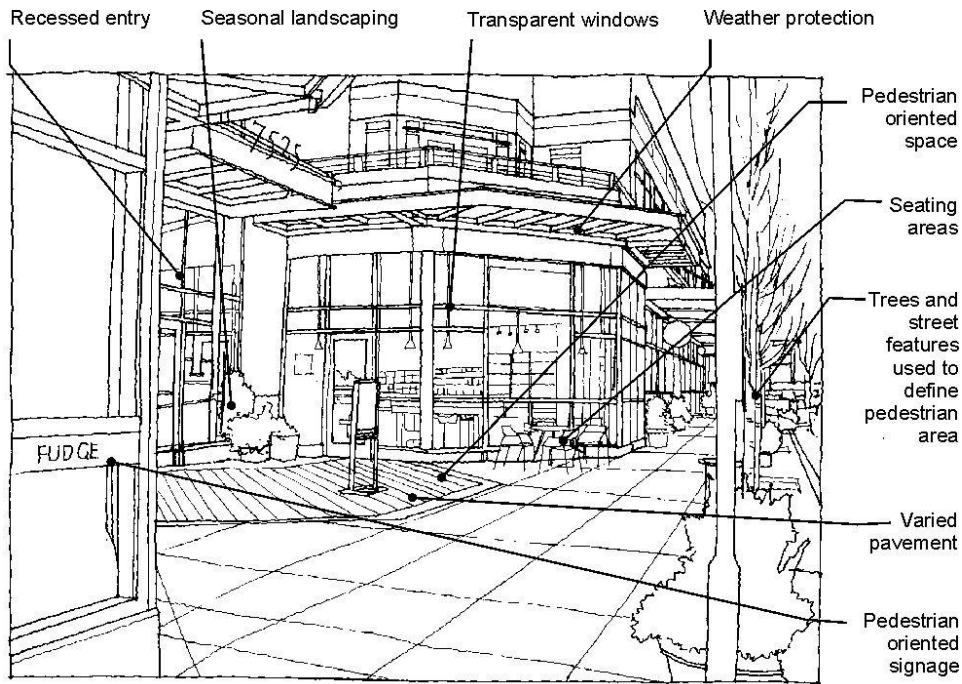 Recessed entry
Seasonal landscaping
Transparent windows
Weather protection
Pedestrian
oriented
space
Seating
areas
Trees and
street
features
used to
define
pedestrian
area
Varied
pavement
Pedestrian
oriented
signage
7525
FUDGE